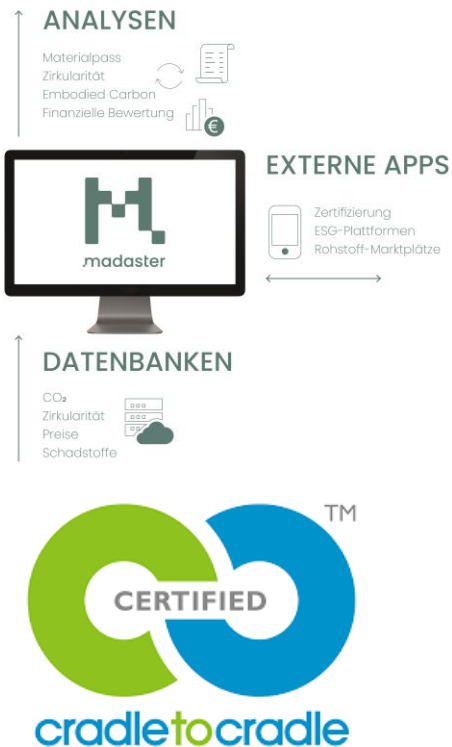 ANALYSEN
Materialpass
Zirkularität
Embodied Carbon
Finanzielle Bewertung
€
madaster
EXTERNE APPS
Zertifizierung
ESG-Plattformen
Rohstoff-Marktplätze
DATENBANKEN
CO₂
Zirkularität
Preise
Schadstoffe
TM
CERTIFIED
cradletocradle